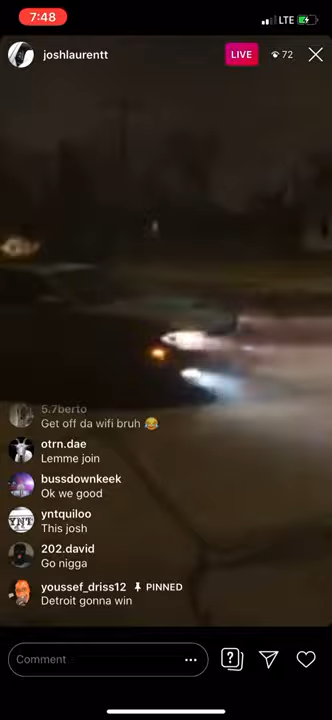 7:48
LTE
joshlaurentt
LIVE
72
5.7berto
Get off da wifi bruh 😂
otrn.dae
Lemme join
bussdownkeek
Ok we good
yntquiloo
This josh
202.david
Go nigga
youssef_driss12 PINNED
Detroit gonna win
Comment